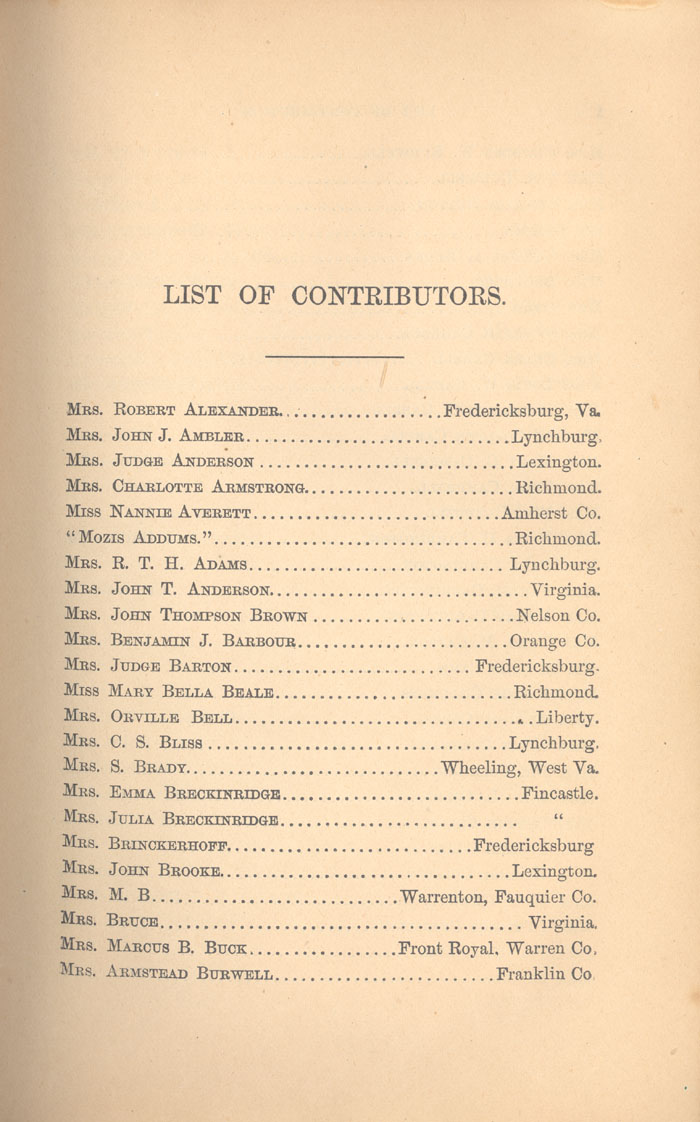 LIST OF CONTRIBUTORS.
Mrs. Robert Alexander..................Fredericksburg, Va.
Mrs. John J. Ambler............................Lynchburg.
Mrs. Judge Anderson ...........................Lexington.
Mrs. Charlotte Armstrong......................Richmond.
Miss Nannie Averett..........................Amherst Co.
"Mozis Addums."................................Richmond.
Mrs. R. T. H. Adams........................... Lynchburg.
Mrs. John T. Anderson...........................Virginia.
Mrs. John Thompson Brown .....................Nelson Co.
Mrs. Benjamin J. Barbour.......................Orange Co.
Mrs. Judge Barton......................... Fredericksburg.
Miss Mary Bella Beale.........................Richmond.
Mrs. Orville Bell................................Liberty.
Mrs. C. S. Bliss ................................Lynchburg.
Mrs. S. Brady...........................Wheeling, West Va.
Mrs. Emma Breckinridge.........................Fincastle.
Mrs. Julia Breckinridge......................... "
Mrs. Brinckerhoff..........................Fredericksburg
Mrs. John Brooke...............................Lexington.
Mrs. M. B...........................Warrenton, Fauquier Co.
Mrs. Bruce....................................... Virginia.
Mrs. Marcus B. Buck................Front Royal, Warren Co.
Mrs. Armstead Burwell........................Franklin Co.